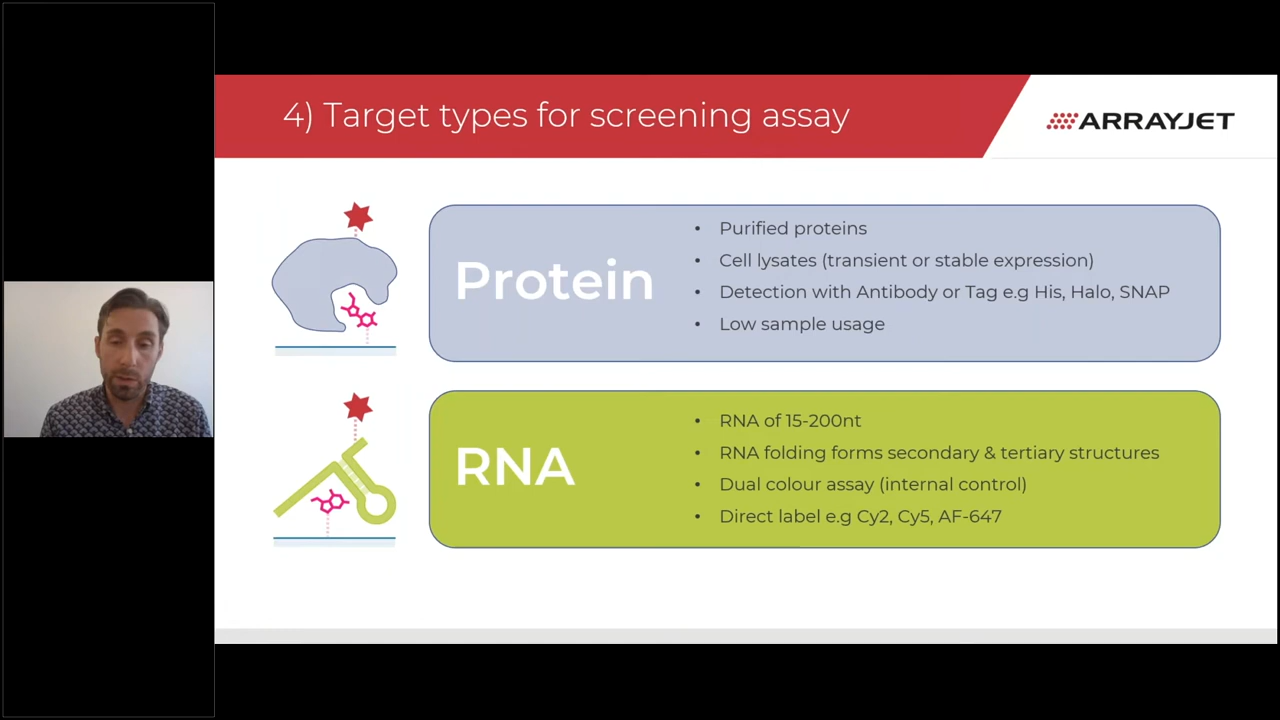 4) Target types for screening assay
ARRAYJET
Protein
• Purified proteins
• Cell lysates (transient or stable expression)
• Detection with Antibody or Tag e.g His, Halo, SNAP
• Low sample usage
RNA
• RNA of 15-200nt
• RNA folding forms secondary & tertiary structures
• Dual colour assay (internal control)
• Direct label e.g Cy2, Cy5, AF-647